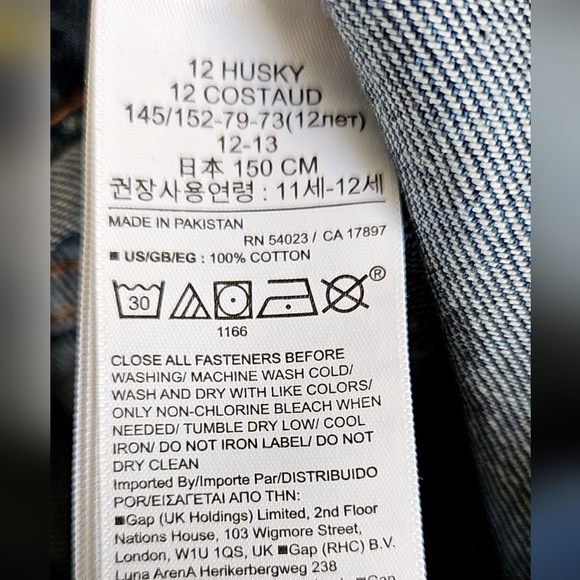 12 HUSKY
12 COSTAUD
145/152-79-73(12лет)
12-13
日本 150 CM
권장사용연령 : 11세-12세
MADE IN PAKISTAN
RN 54023 / CA 17897
■ US/GB/EG : 100% COTTON
30
®
1166
CLOSE ALL FASTENERS BEFORE
WASHING/ MACHINE WASH COLD/
WASH AND DRY WITH LIKE COLORS/
ONLY NON-CHLORINE BLEACH WHEN
NEEDED/ TUMBLE DRY LOW/ COOL
IRON/ DO NOT IRON LABEL/ DO NOT
DRY CLEAN
Imported By/Importe Par/DISTRIBUIDO
POR/ΕΙΣΑΓΕΤΑΙ ΑΠΟ ΤΗΝ:
■Gap (UK Holdings) Limited, 2nd Floor
Nations House, 103 Wigmore Street,
London, W1U 1QS, UK ■Gap (RHC) B.V.
Luna ArenA Herikerbergweg 238